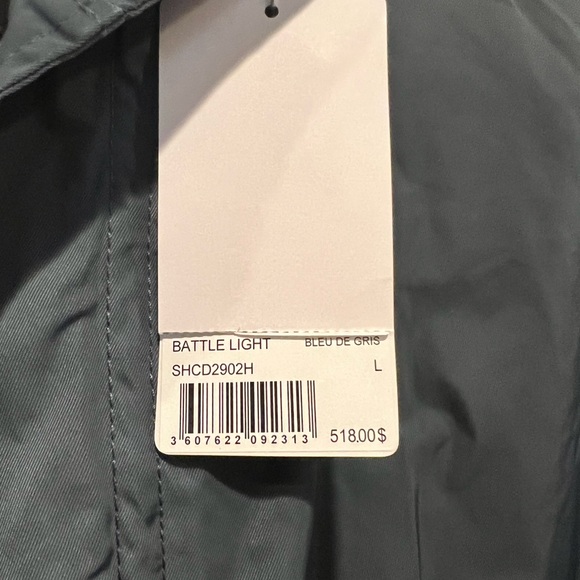 BATTLE LIGHT BLEU DE GRIS
SHCD2902H L
3 607622 092313 518.00$